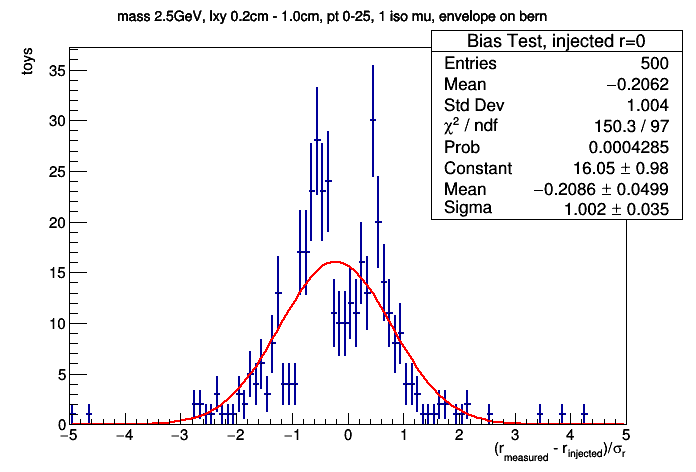 mass 2.5GeV, lxy 0.2cm - 1.0cm, pt 0-25, 1 iso mu, envelope on bern
Bias Test, injected r=0
Entries 500
Mean −0.2062
Std Dev 1.004
χ² / ndf 150.3 / 97
Prob 0.0004285
Constant 16.05 ± 0.98
Mean −0.2086 ± 0.0499
Sigma 1.002 ± 0.035
toys
35
30
25
20
15
10
5
0
−5 −4 −3 −2 −1 0 1 2 3 4 5
(r_measured - r_injected)/σ_r